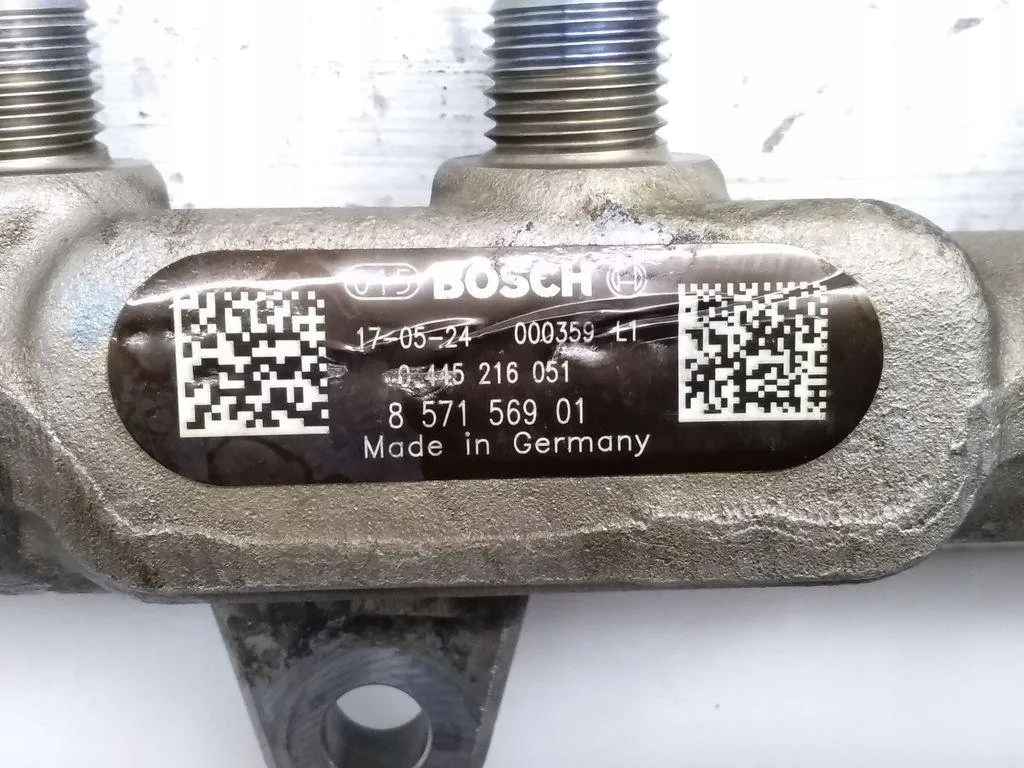 015 BOSCH
17-05-24 000359 L1
0 445 216 051
8 571 569 01
Made in Germany